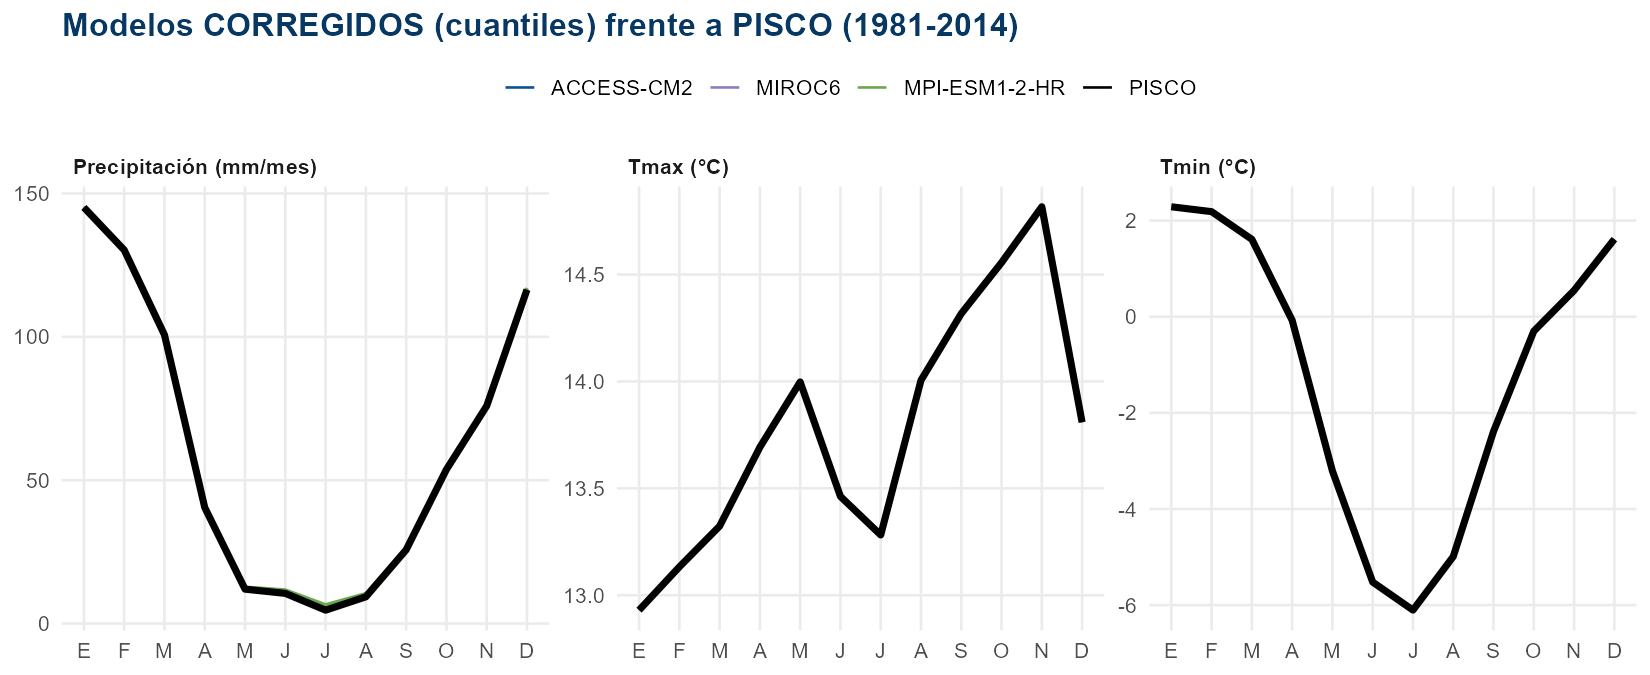 Modelos CORREGIDOS (cuantiles) frente a PISCO (1981-2014)
ACCESS-CM2 MIROC6 MPI-ESM1-2-HR PISCO
Precipitación (mm/mes)
150
100
50
0
E F M A M J J A S O N D
Tmax (°C)
14.5
14.0
13.5
13.0
E F M A M J J A S O N D
Tmin (°C)
2
0
-2
-4
-6
E F M A M J J A S O N D